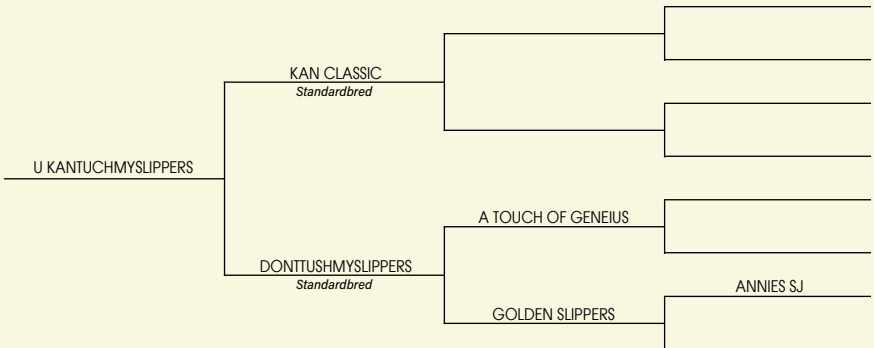 KAN CLASSIC
Standardbred
U KANTUCHMYSLIPPERS
A TOUCH OF GENEIUS
DONTTUSHMYSLIPPERS
Standardbred
ANNIES SJ
GOLDEN SLIPPERS